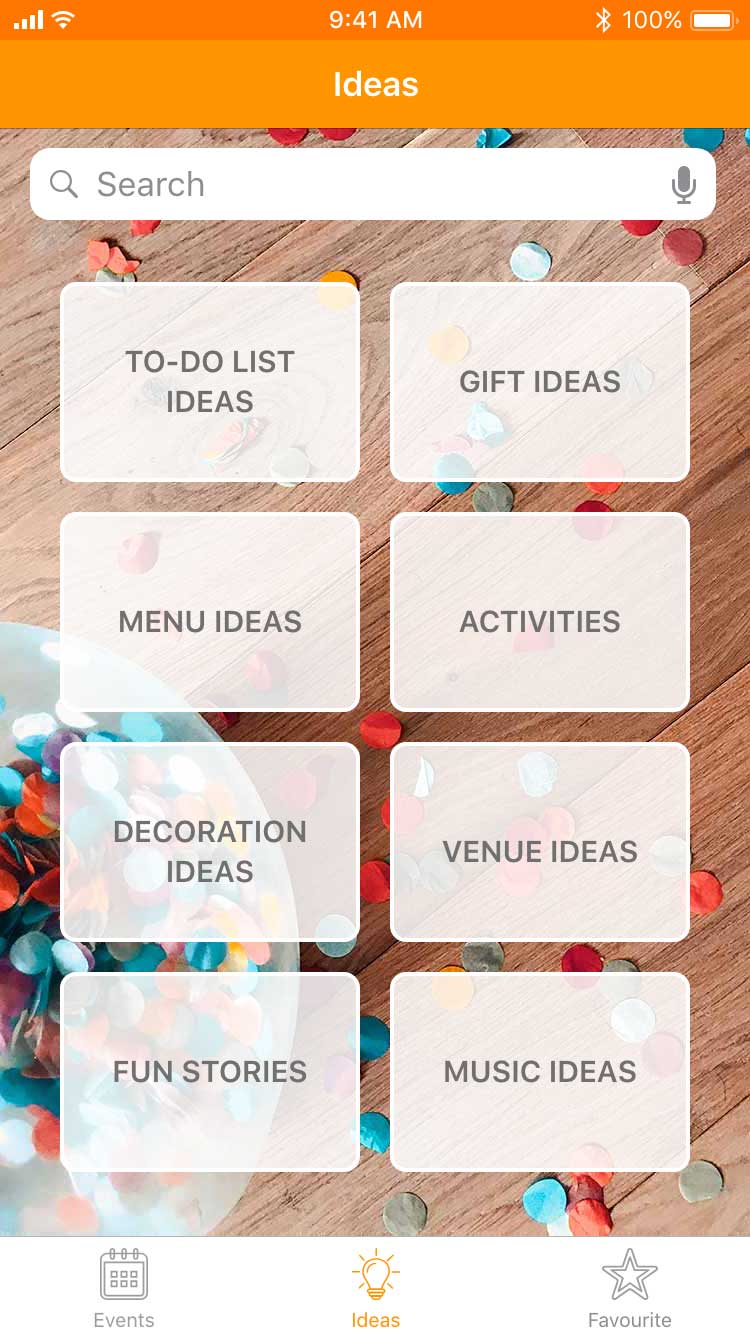 9:41 AM
100%
Ideas
Search
TO-DO LIST
IDEAS
GIFT IDEAS
MENU IDEAS
ACTIVITIES
DECORATION
IDEAS
VENUE IDEAS
FUN STORIES
MUSIC IDEAS
Events
Ideas
Favourite